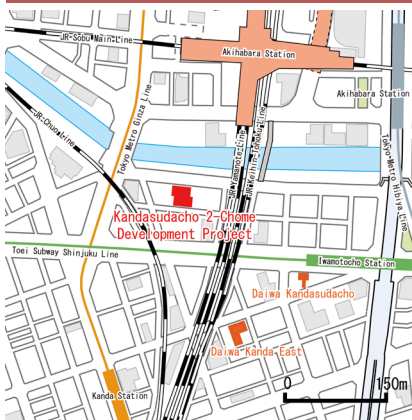 JR-Sobu Main-Line
Akihabara Station
Akihabara Station
JR-Chuo Line
Tokyo Metro Ginza Line
JR-Yamanote-Line
JR-Keihin-Tohoku-Line
Tokyo-Metro-Hibiya Line
Kandasudacho 2-Chome
Development Project
Toei Subway Shinjuku Line
Iwamotocho Station
Daiwa Kandasudacho
Daiwa Kanda East
Kanda Station
0 150m